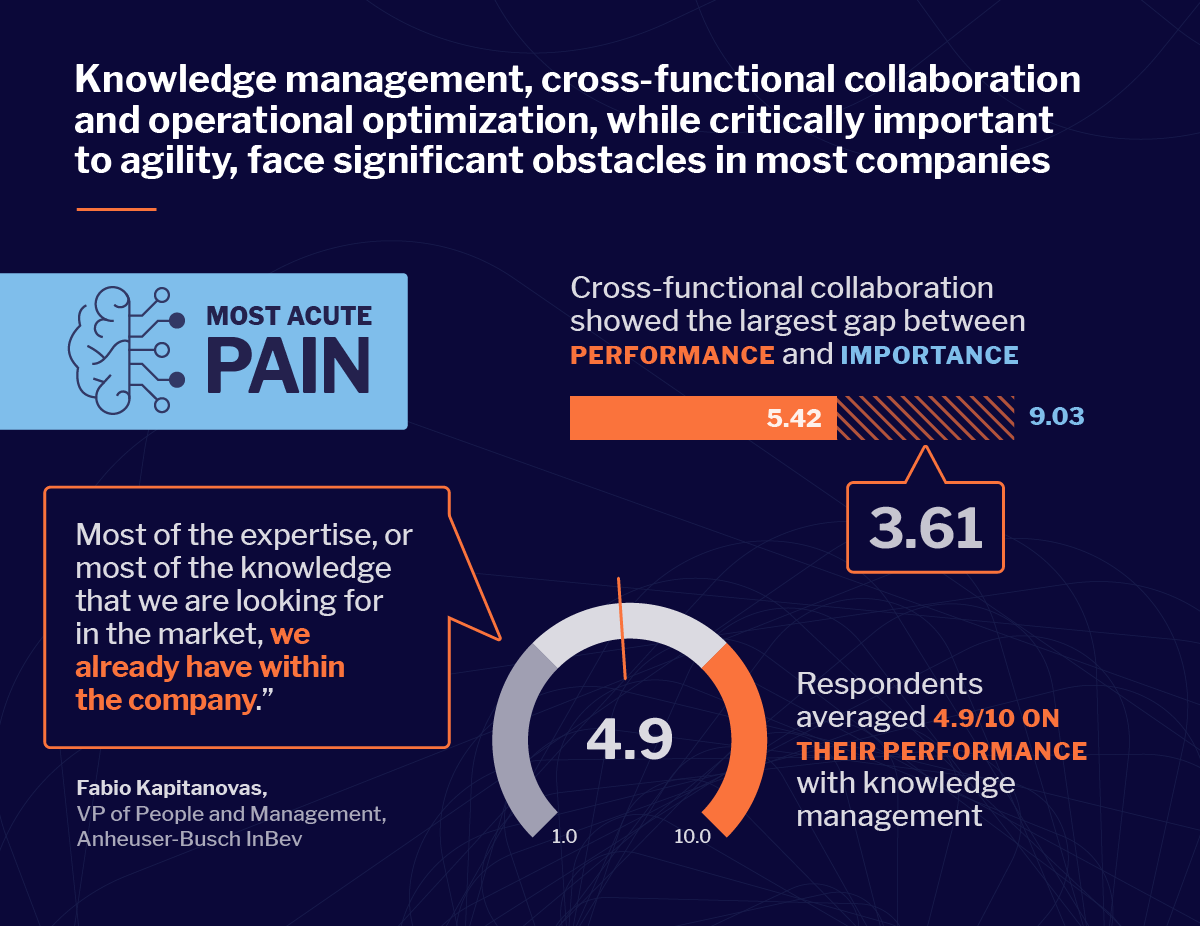 Knowledge management, cross-functional collaboration
and operational optimization, while critically important
to agility, face significant obstacles in most companies
MOST ACUTE
PAIN
Cross-functional collaboration
showed the largest gap between
PERFORMANCE and IMPORTANCE
5.42
9.03
3.61
Most of the expertise, or
most of the knowledge
that we are looking for
in the market, we
already have within
the company.”
Fabio Kapitanovas,
VP of People and Management,
Anheuser-Busch InBev
4.9
1.0
10.0
Respondents
averaged 4.9/10 ON
THEIR PERFORMANCE
with knowledge
management